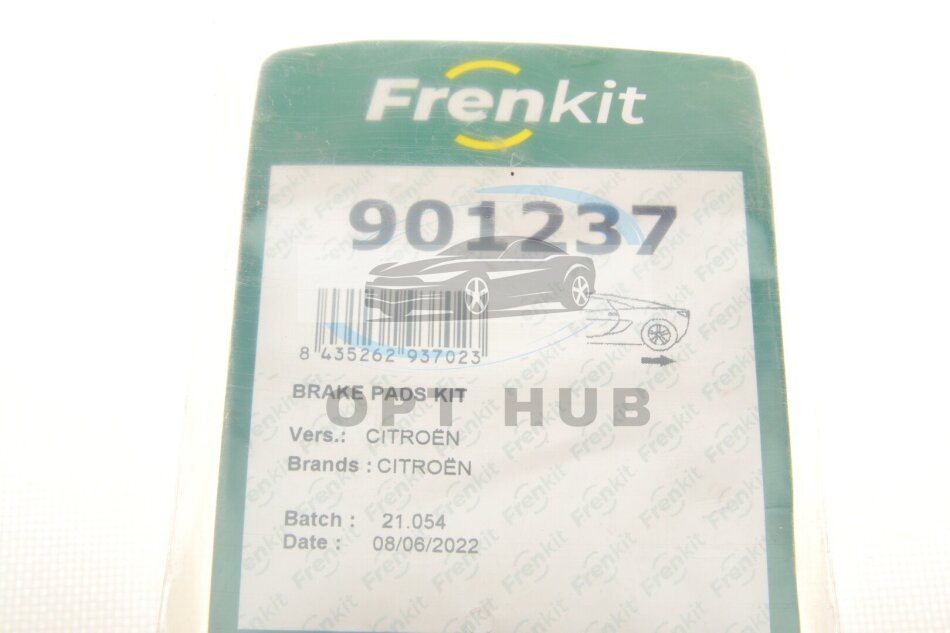 Frenkit
901237
8 435262 937023
BRAKE PADS KIT
OPT HUB
Vers.: CITROËN
Brands : CITROËN
Batch : 21.054
Date : 08/06/2022